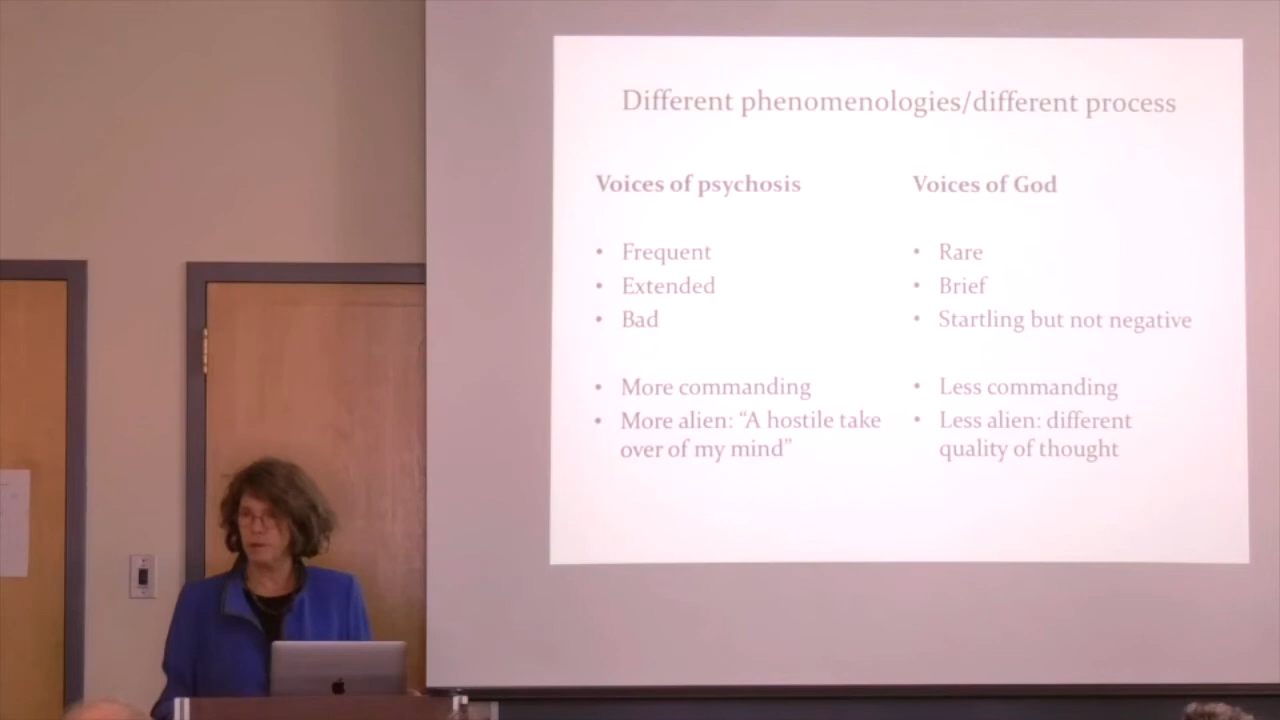 Different phenomenologies/different process
Voices of psychosis
• Frequent
• Extended
• Bad
• More commanding
• More alien: “A hostile take
over of my mind”
Voices of God
• Rare
• Brief
• Startling but not negative
• Less commanding
• Less alien: different
quality of thought